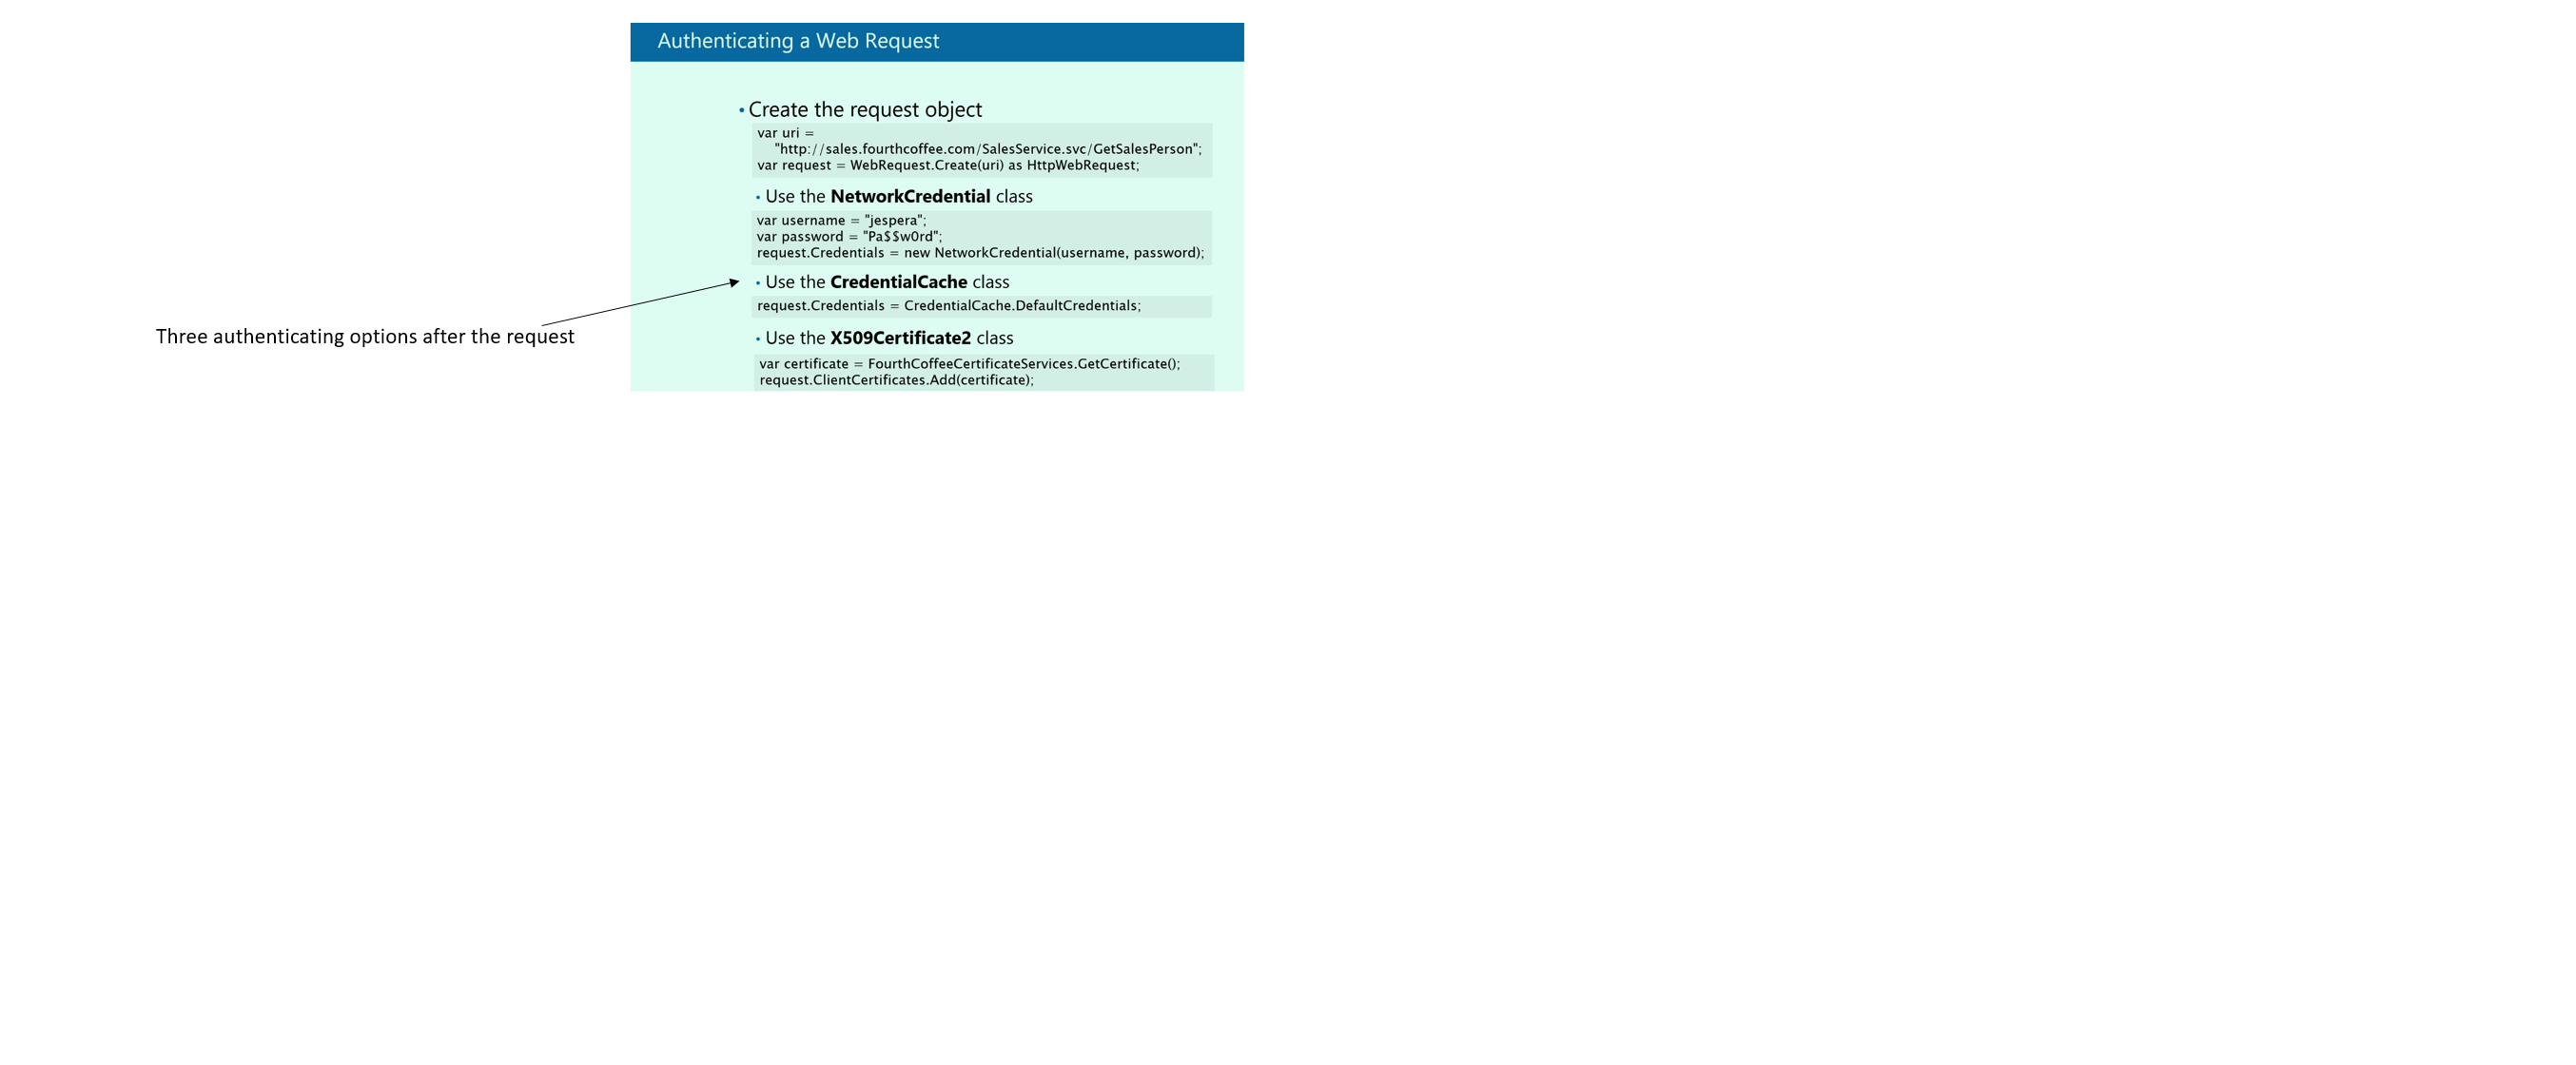 Authenticating a Web Request
• Create the request object
var uri =
"http://sales.fourthcoffee.com/SalesService.svc/GetSalesPerson";
var request = WebRequest.Create(uri) as HttpWebRequest;
• Use the NetworkCredential class
var username = "jespera";
var password = "Pa$$w0rd";
request.Credentials = new NetworkCredential(username, password);
• Use the CredentialCache class
request.Credentials = CredentialCache.DefaultCredentials;
Three authenticating options after the request
• Use the X509Certificate2 class
var certificate = FourthCoffeeCertificateServices.GetCertificate();
request.ClientCertificates.Add(certificate);